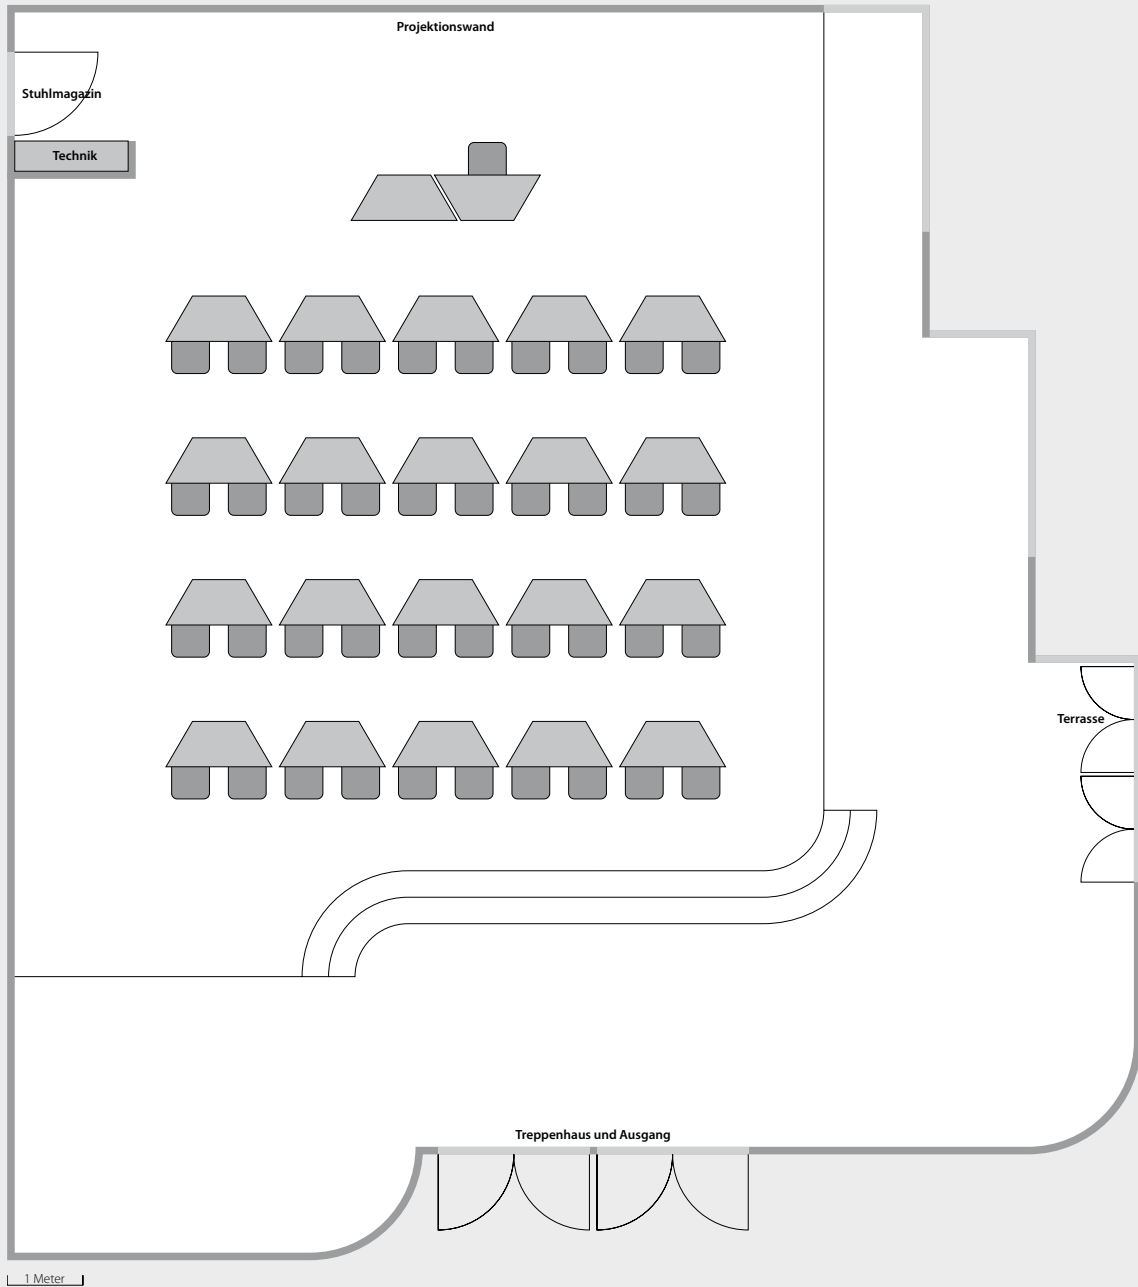 Projektionswand
Stuhlmagazin
Technik
Terrasse
Treppenhaus und Ausgang
1 Meter